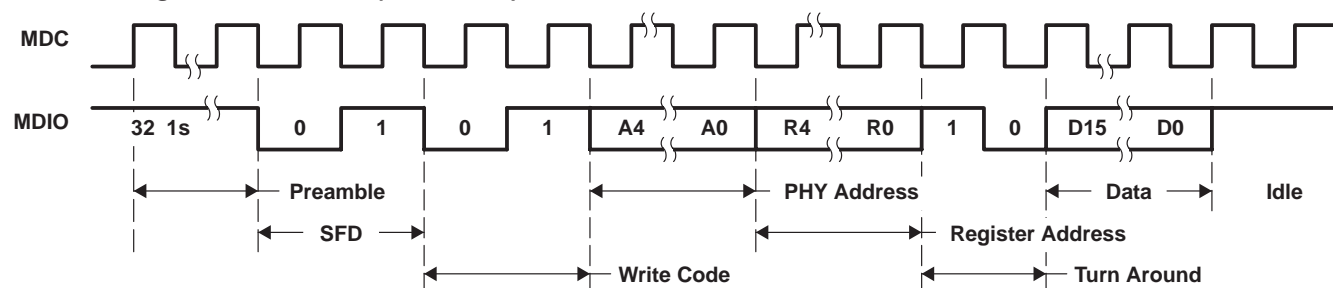 MDC
MDIO
32 1s 0 1 0 1 A4 A0 R4 R0 1 0 D15 D0
Preamble PHY Address Data Idle
SFD Register Address
Write Code Turn Around